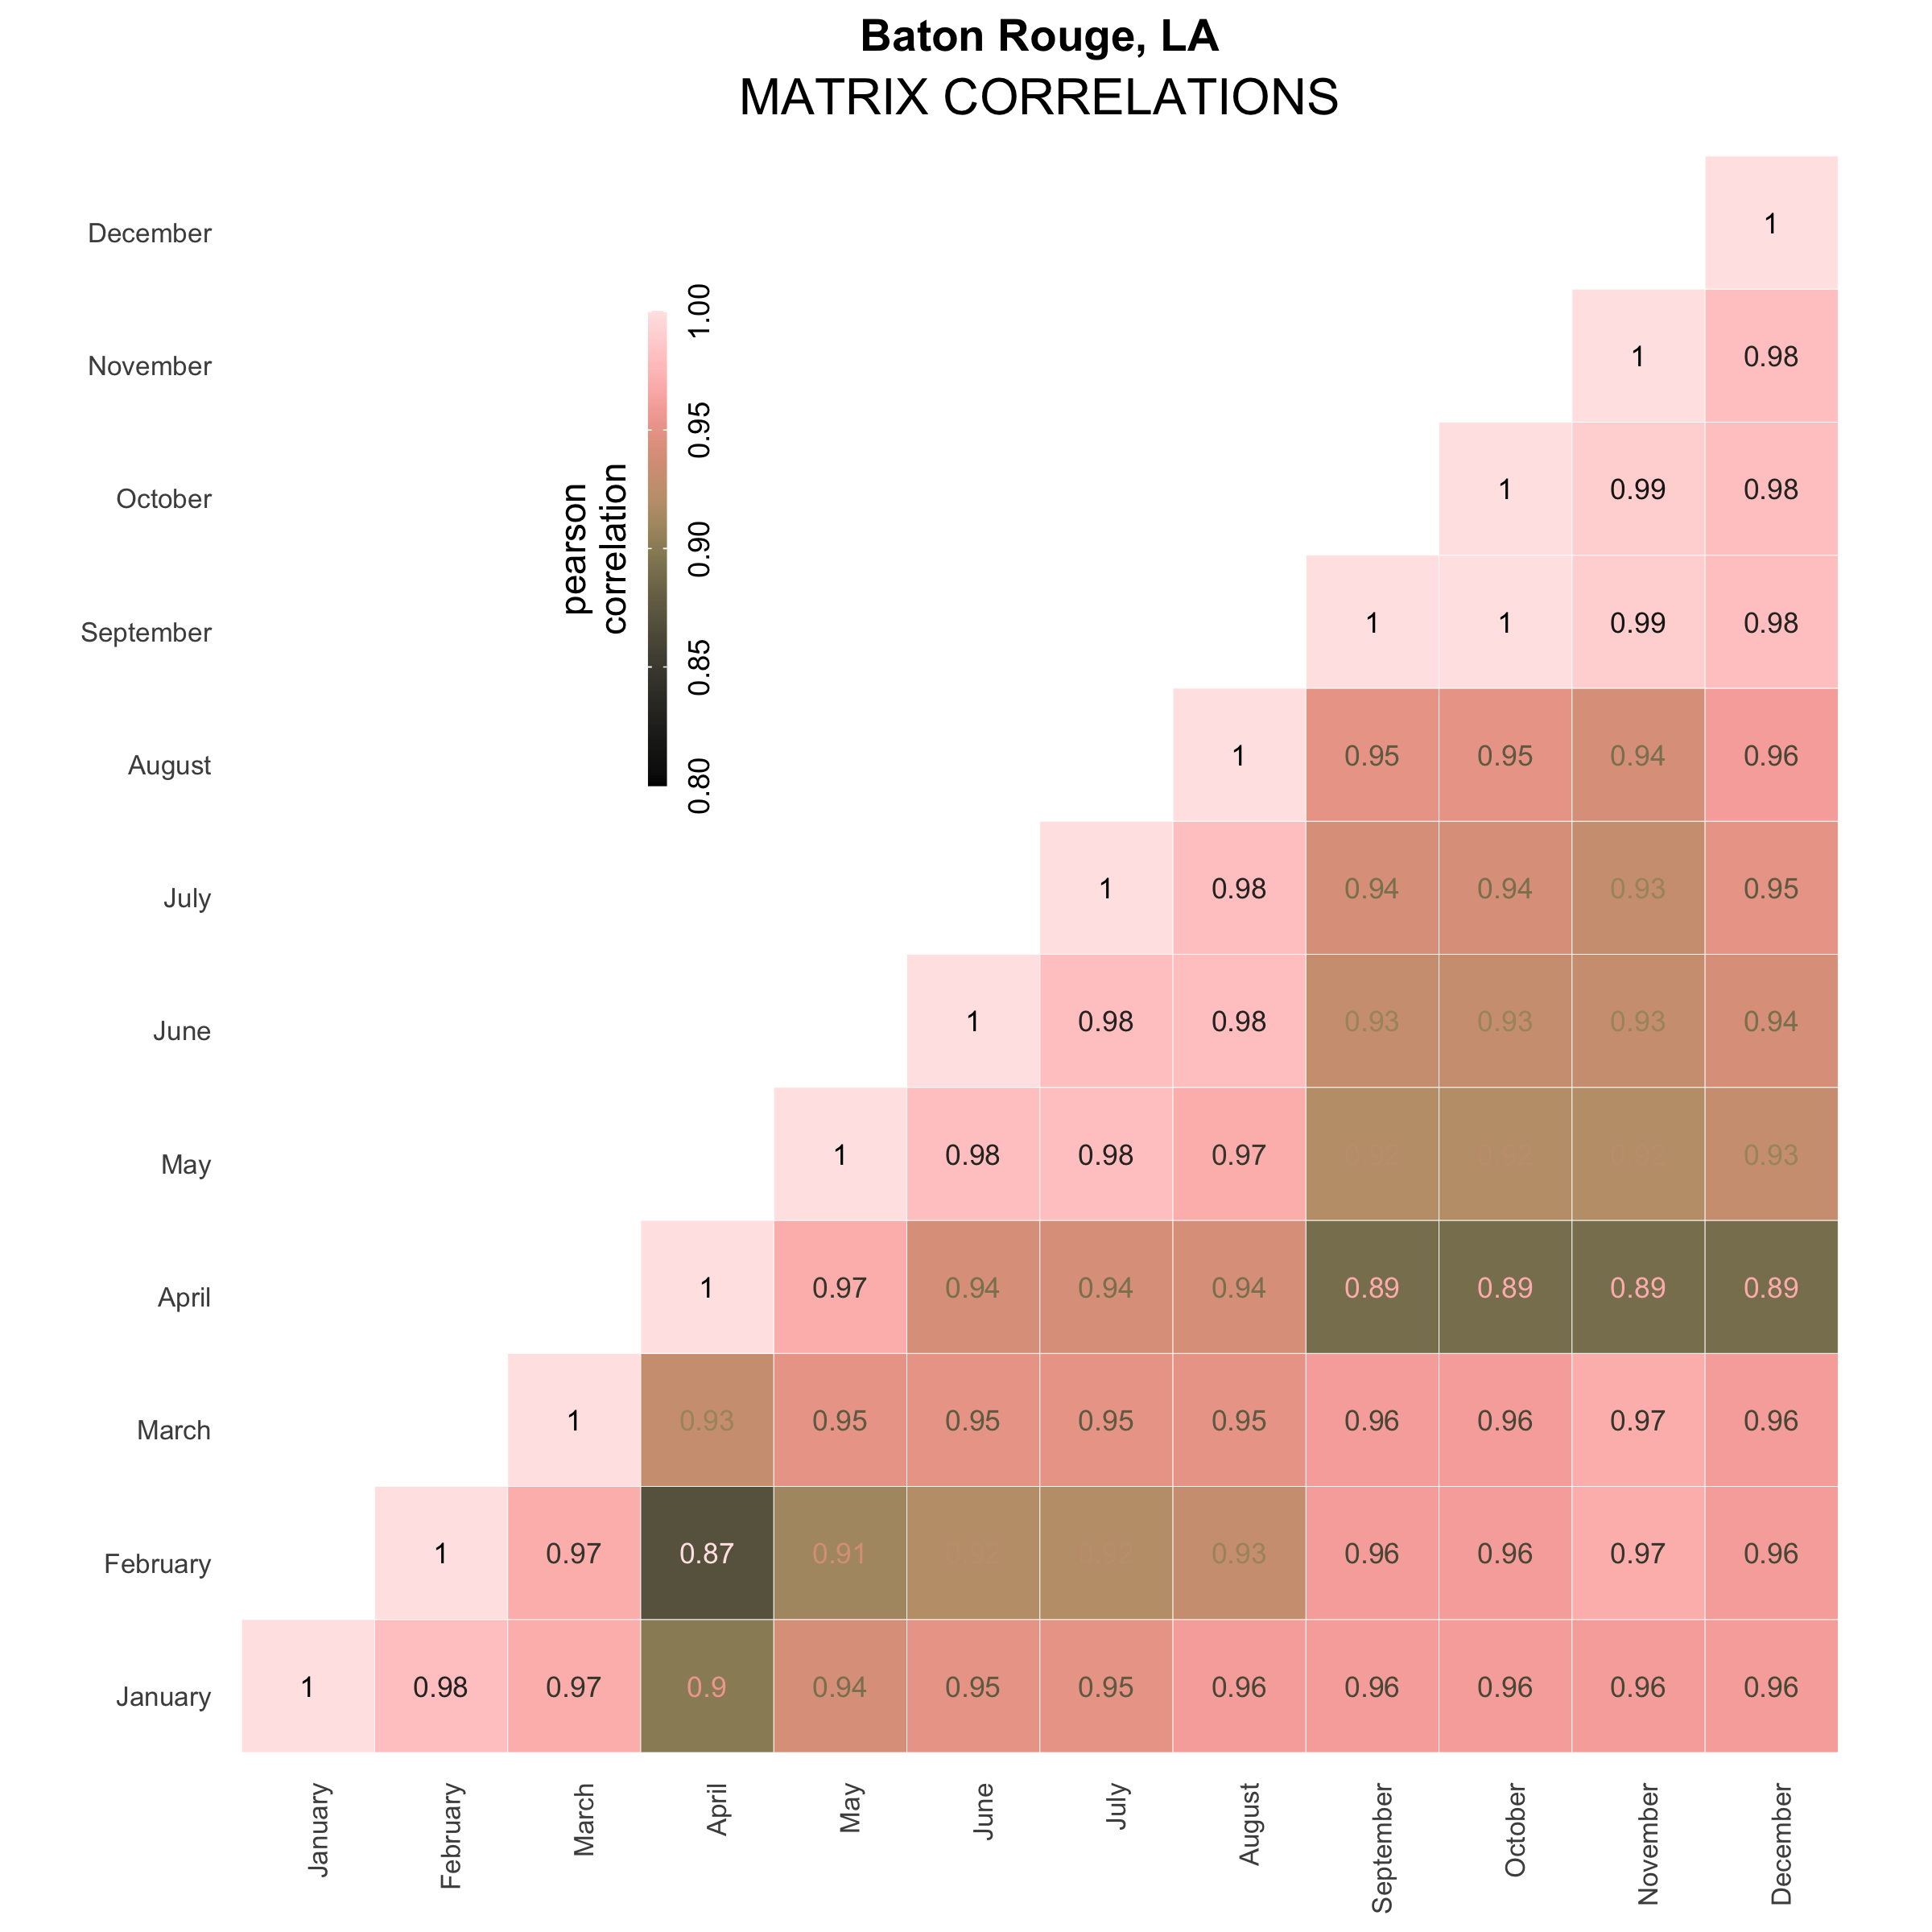 Baton Rouge, LA
MATRIX CORRELATIONS
December 1
November 1 0.98
October 1 0.99 0.98
September 1 1 0.99 0.98
August 1 0.95 0.95 0.94 0.96
July 1 0.98 0.94 0.94 0.93 0.95
June 1 0.98 0.98 0.93 0.93 0.93 0.94
May 1 0.98 0.98 0.97 0.93
April 1 0.97 0.94 0.94 0.94 0.89 0.89 0.89 0.89
March 1 0.93 0.95 0.95 0.95 0.95 0.96 0.96 0.97 0.96
February 1 0.97 0.87 0.91 0.93 0.96 0.96 0.97 0.96
January 1 0.98 0.97 0.9 0.94 0.95 0.95 0.96 0.96 0.96 0.96 0.96
January February March April May June July August September October November December
pearson
correlation
0.80 0.85 0.90 0.95 1.00